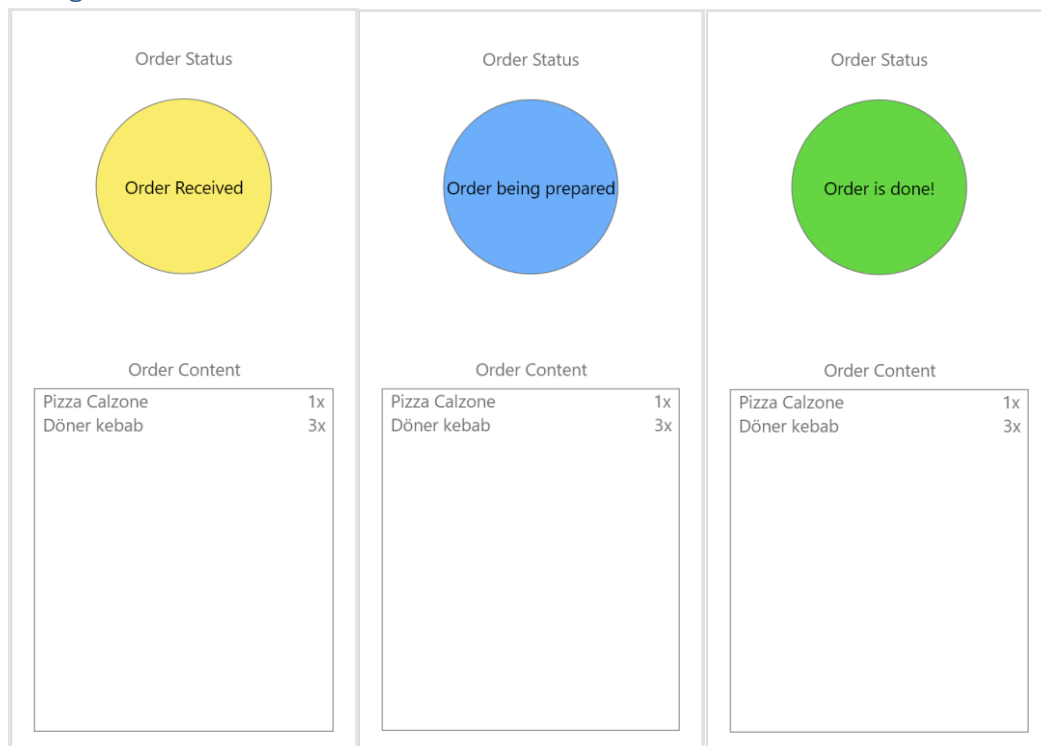 Order Status
Order Received
Order Content
Pizza Calzone 1x
Döner kebab 3x
Order Status
Order being prepared
Order Content
Pizza Calzone 1x
Döner kebab 3x
Order Status
Order is done!
Order Content
Pizza Calzone 1x
Döner kebab 3x